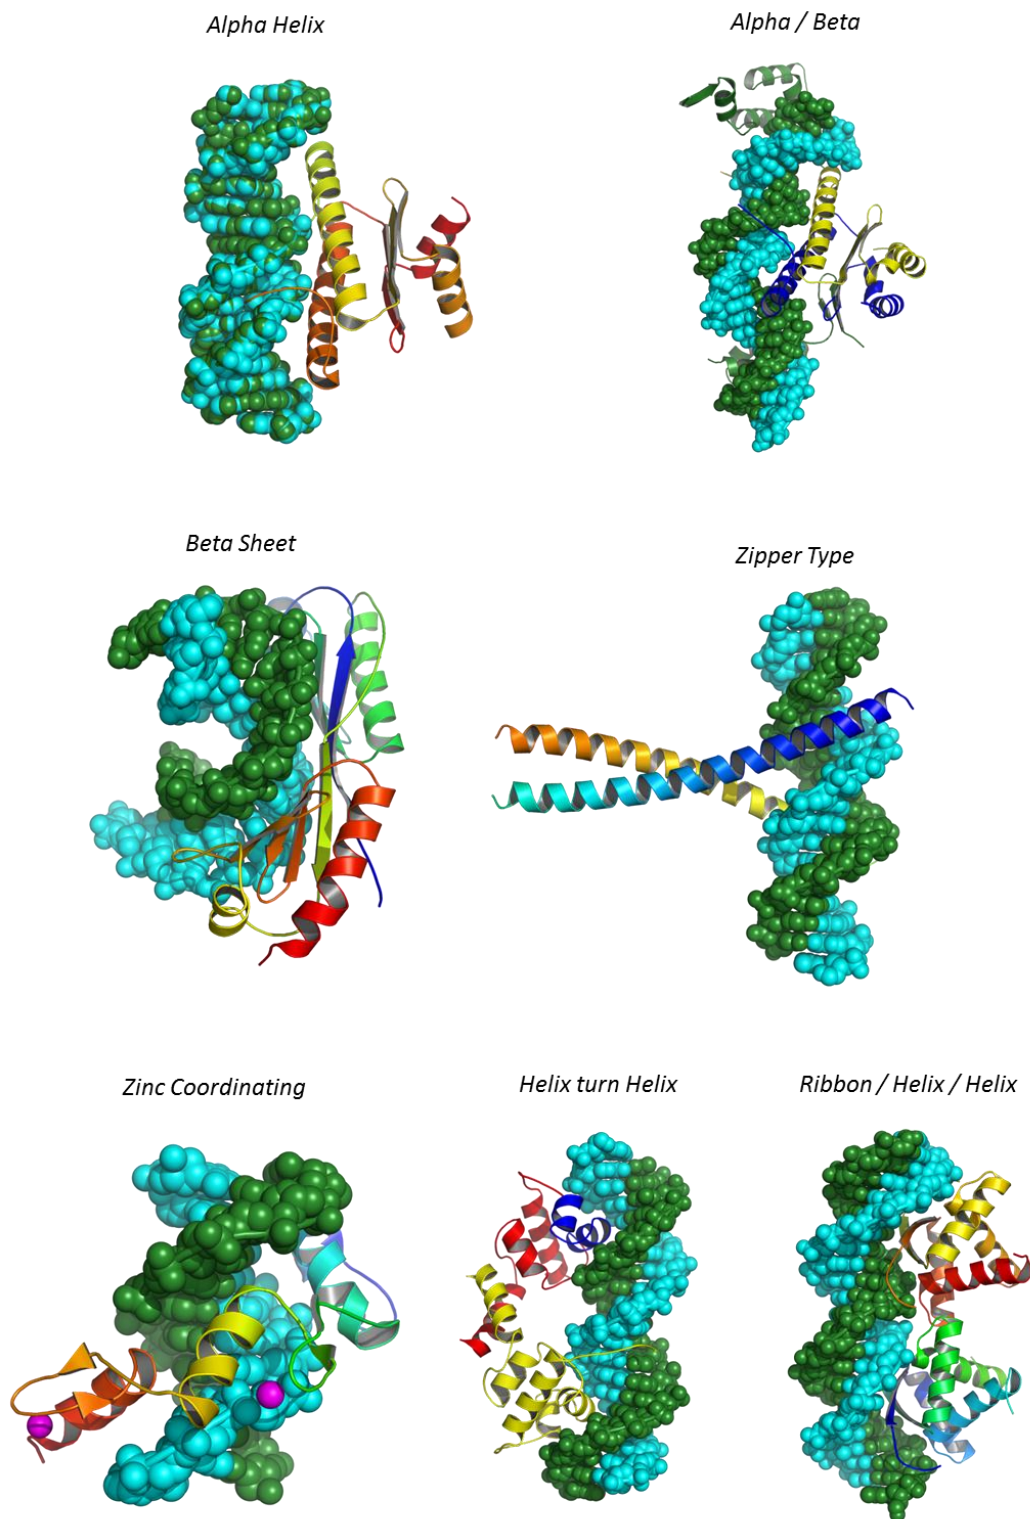 Alpha Helix
Alpha / Beta
Beta Sheet
Zipper Type
Zinc Coordinating
Helix turn Helix
Ribbon / Helix / Helix